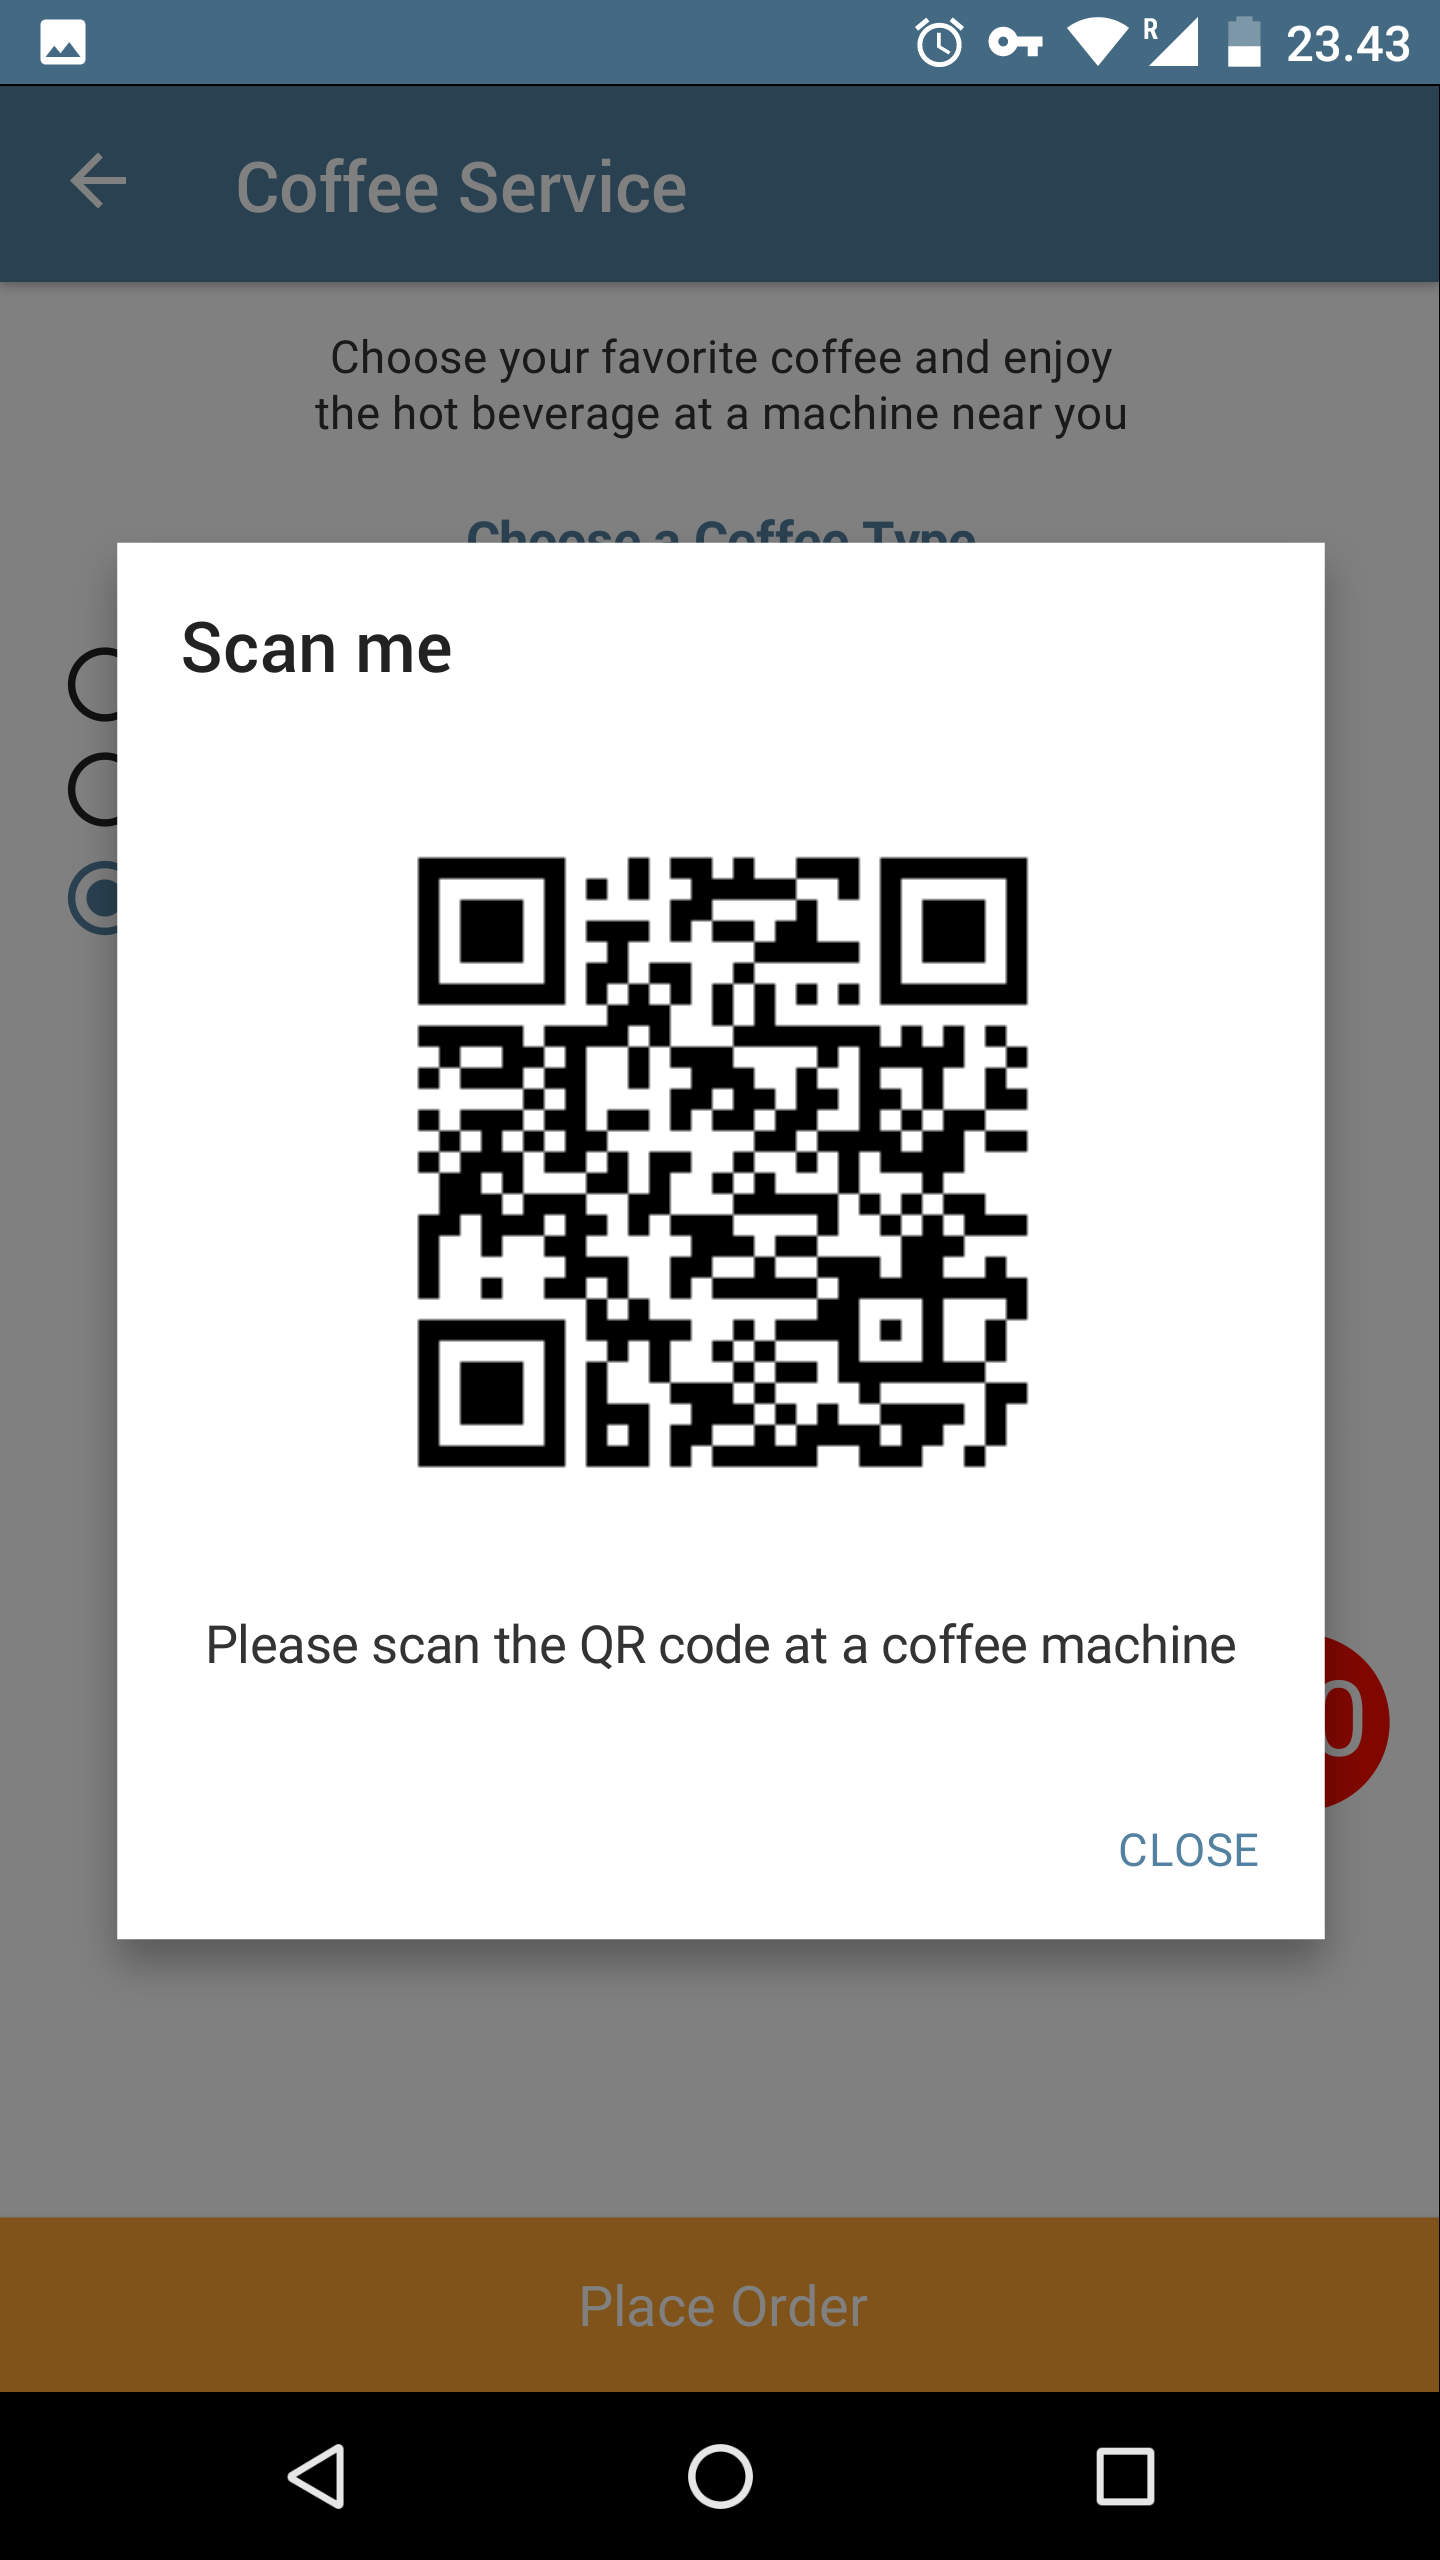 R 23.43
Coffee Service
Choose your favorite coffee and enjoy
the hot beverage at a machine near you
Choose a Coffee Type
Scan me
Please scan the QR code at a coffee machine
0
CLOSE
Place Order